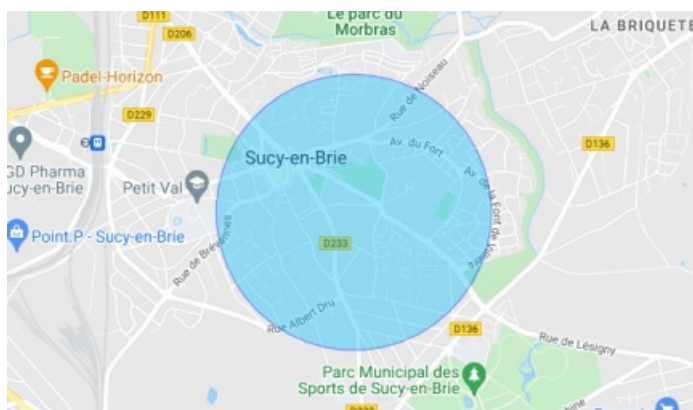 D111
Le parc du
Morbras
LA BRIQUETE
D206
Padel-Horizon
Rue de Noiseau
D229
D136
Av. du Fort
Sucy-en-Brie
GD Pharma
ucy-en-Brie
Petit Val
Av. de la Font de Villiers
Point.P - Sucy-en-Brie
D233
Rue de Brévannes
Rue Albert Dru
D136
Rue de Lésigny
Parc Municipal des
Sports de Sucy-en-Brie